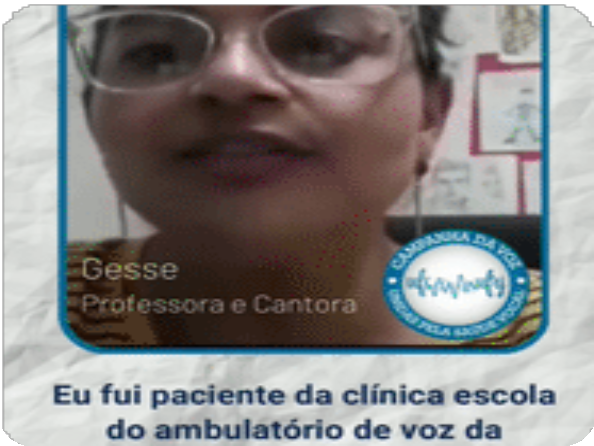 Gesse
Professora e Cantora
CAMPANHA DA VOZ
Eu fui paciente da clínica escola
do ambulatório de voz da